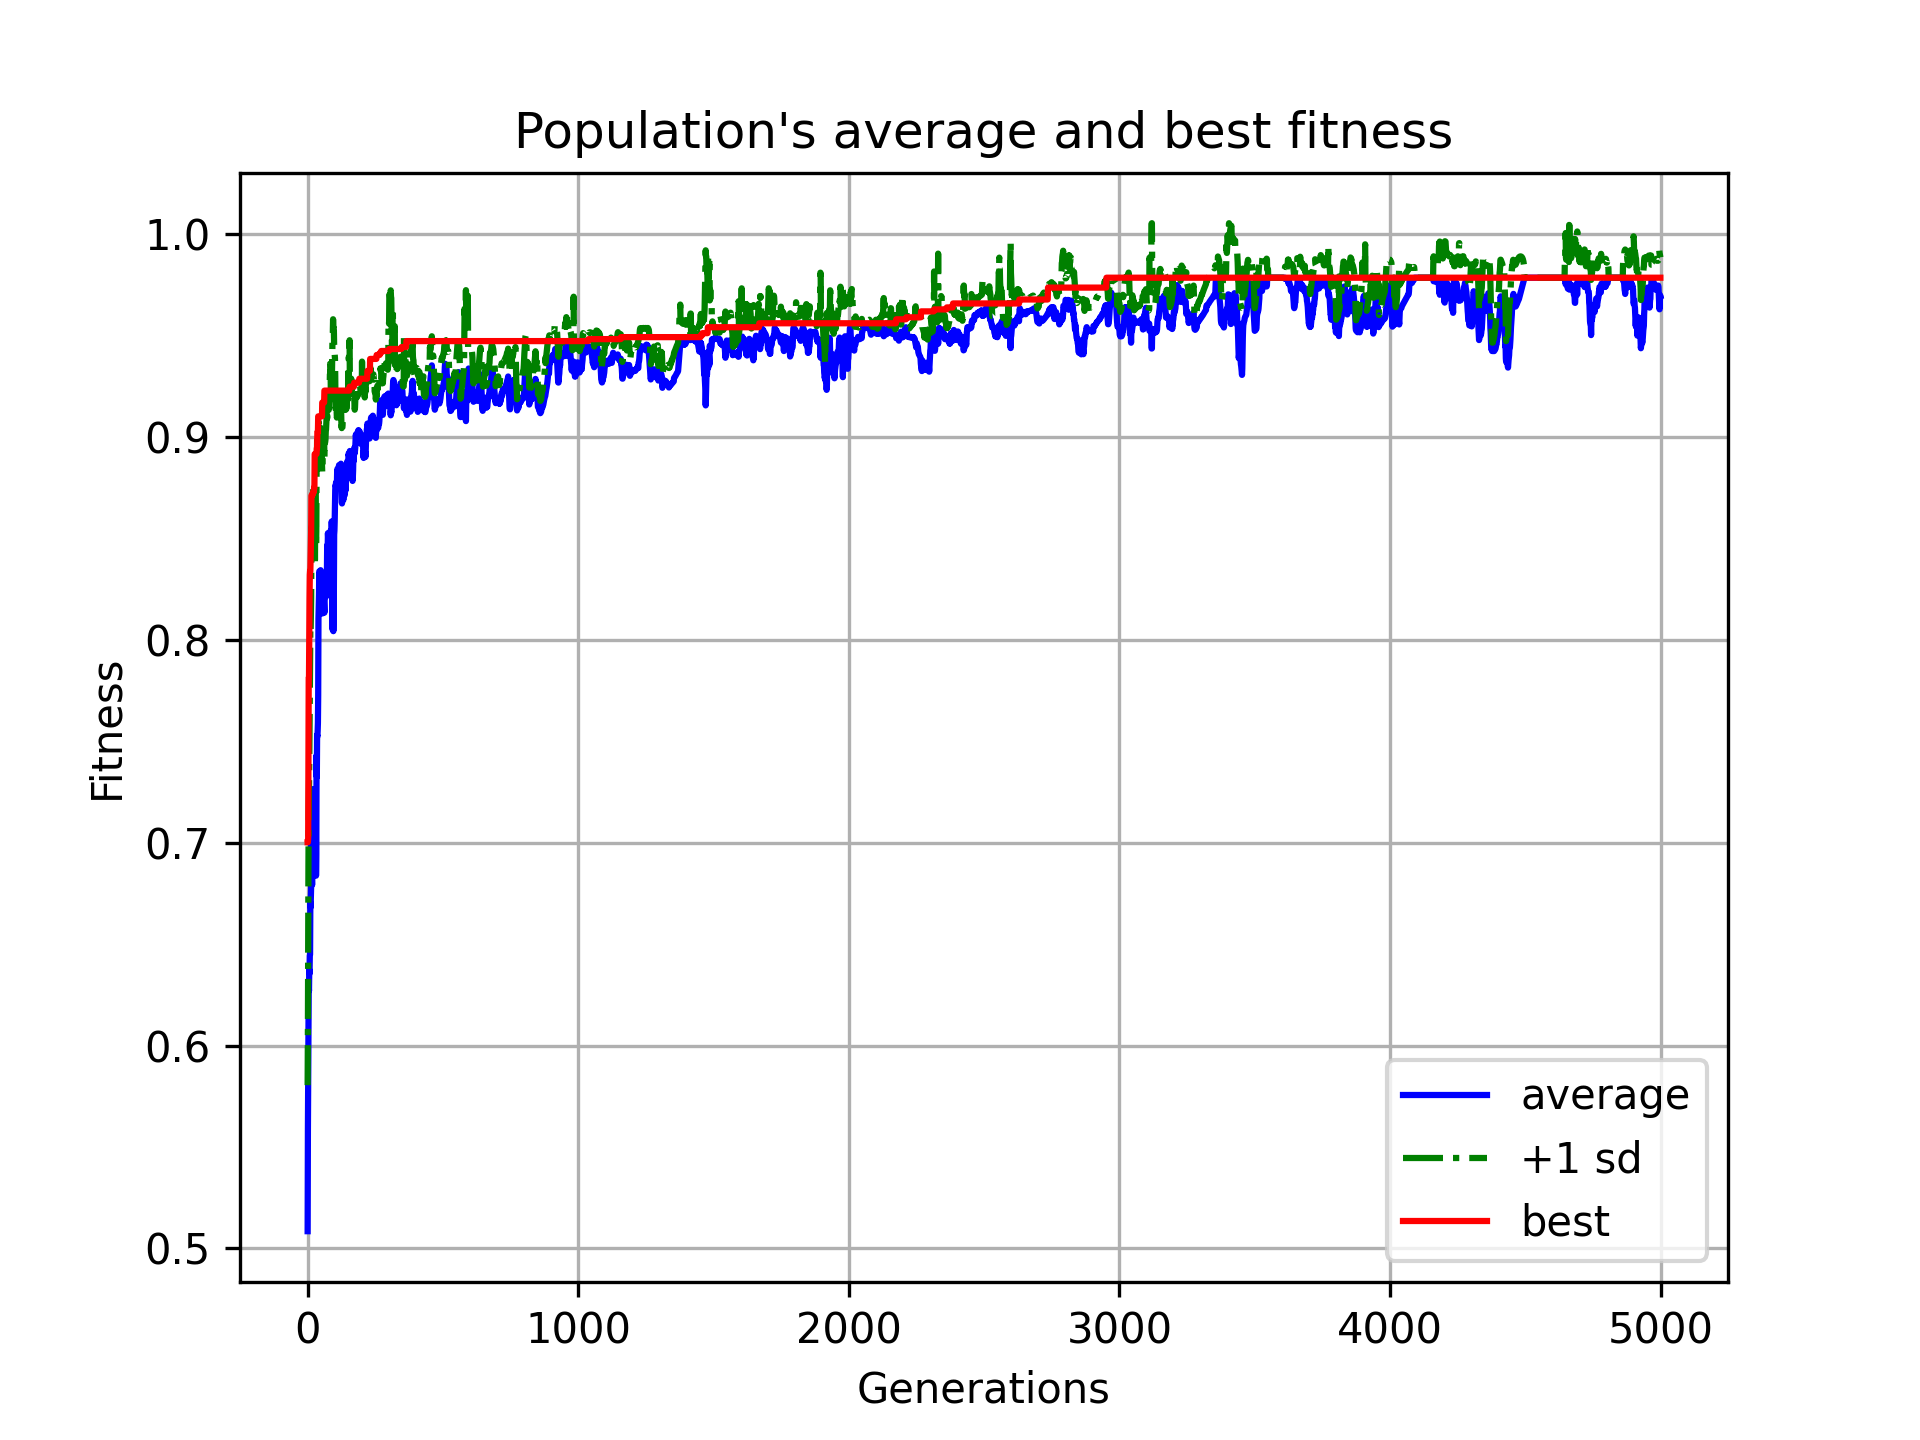 Population's average and best fitness
1.0
0.9
0.8
0.7
0.6
0.5
Fitness
0 1000 2000 3000 4000 5000
Generations
average
+1 sd
best